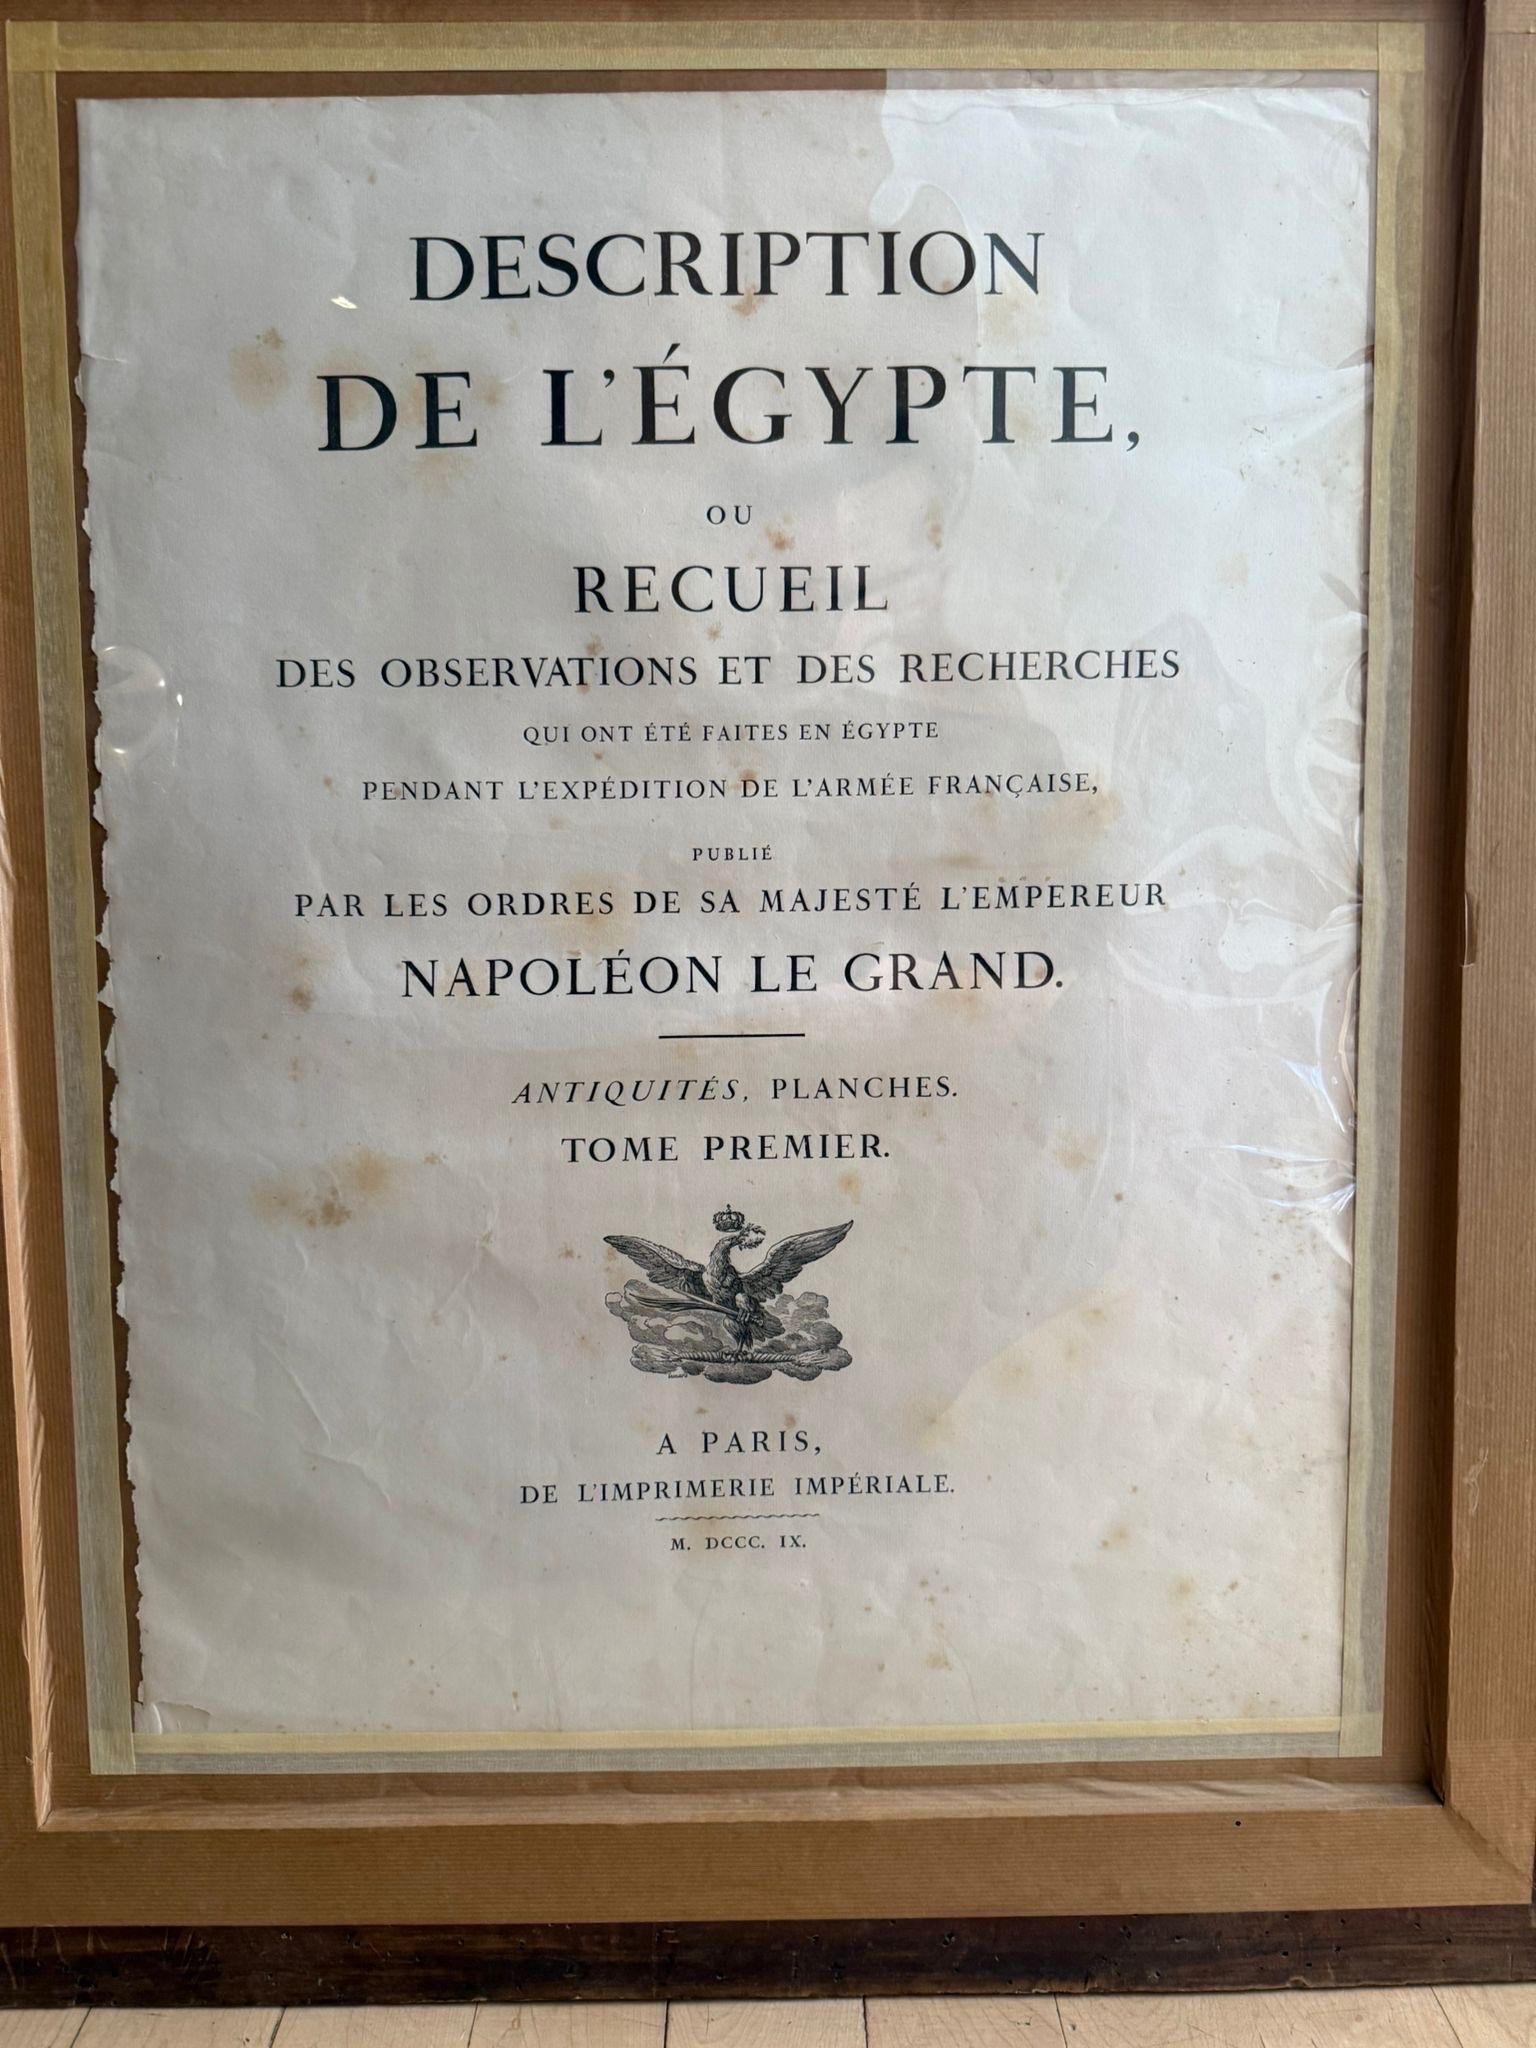 DESCRIPTION
DE L'ÉGYPTE,
OU
RECUEIL
DES OBSERVATIONS ET DES RECHERCHES
QUI ONT ÉTÉ FAITES EN ÉGYPTE
PENDANT L'EXPÉDITION DE L'ARMÉE FRANÇAISE,
PUBLIÉ
PAR LES ORDRES DE SA MAJESTÉ L'EMPEREUR
NAPOLÉON LE GRAND.
ANTIQUITÉS, PLANCHES.
TOME PREMIER.
A PARIS,
DE L'IMPRIMERIE IMPÉRIALE.
M. DCCC. IX.